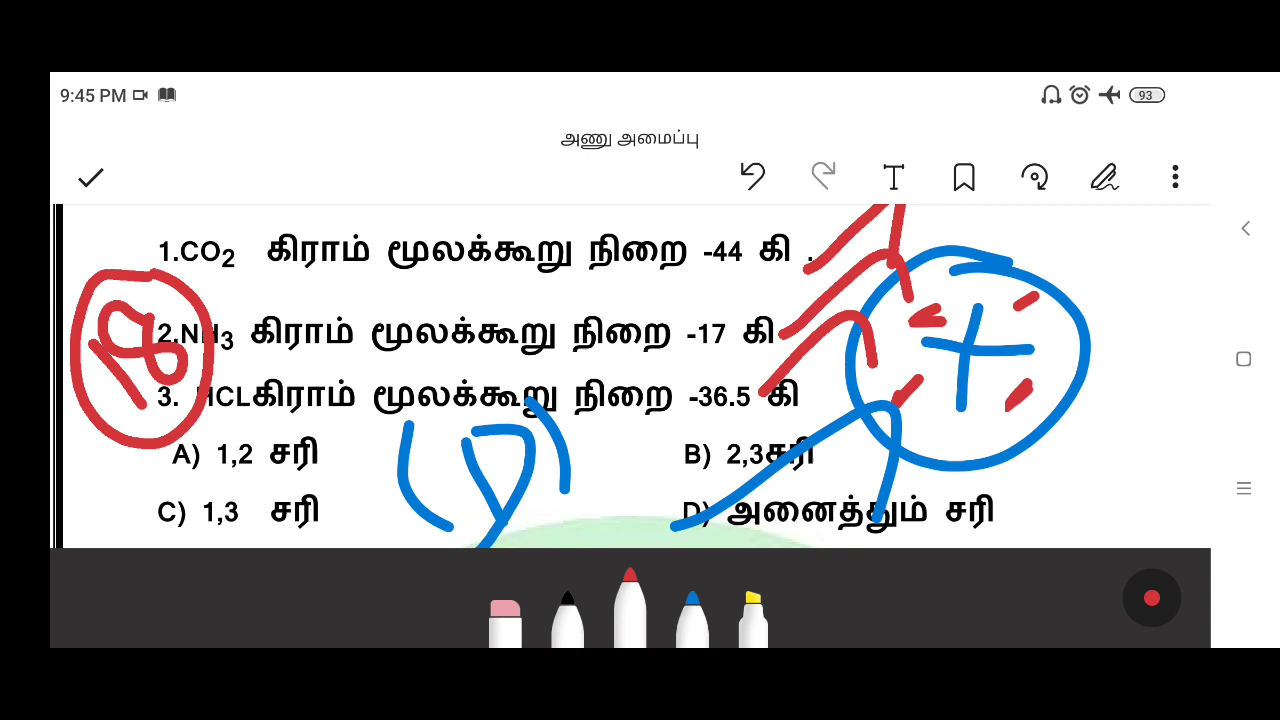 9:45 PM 93
அணு அமைப்பு
1.CO2 கிராம் மூலக்கூறு நிறை -44 கி .
18 2.NH3 கிராம் மூலக்கூறு நிறை -17 கி
3. HCLகிராம் மூலக்கூறு நிறை -36.5 கி
A) 1,2 சரி B) 2,3சரி
C) 1,3 சரி D) அனைத்தும் சரி